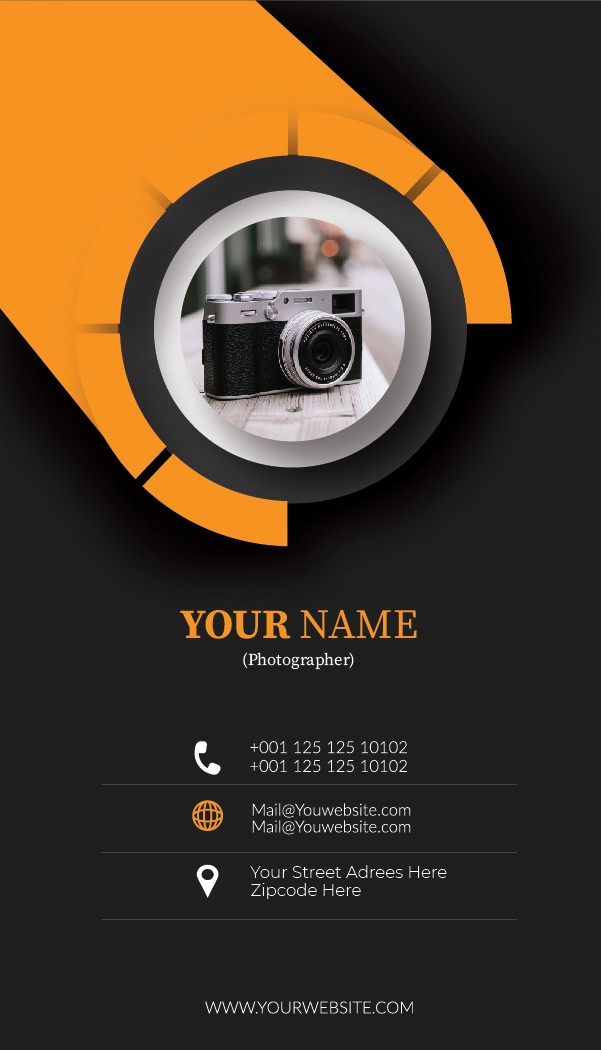 YOUR NAME
(Photographer)
+001 125 125 10102
+001 125 125 10102
Mail@Youwebsite.com
Mail@Youwebsite.com
Your Street Adrees Here
Zipcode Here
WWW.YOURWEBSITE.COM